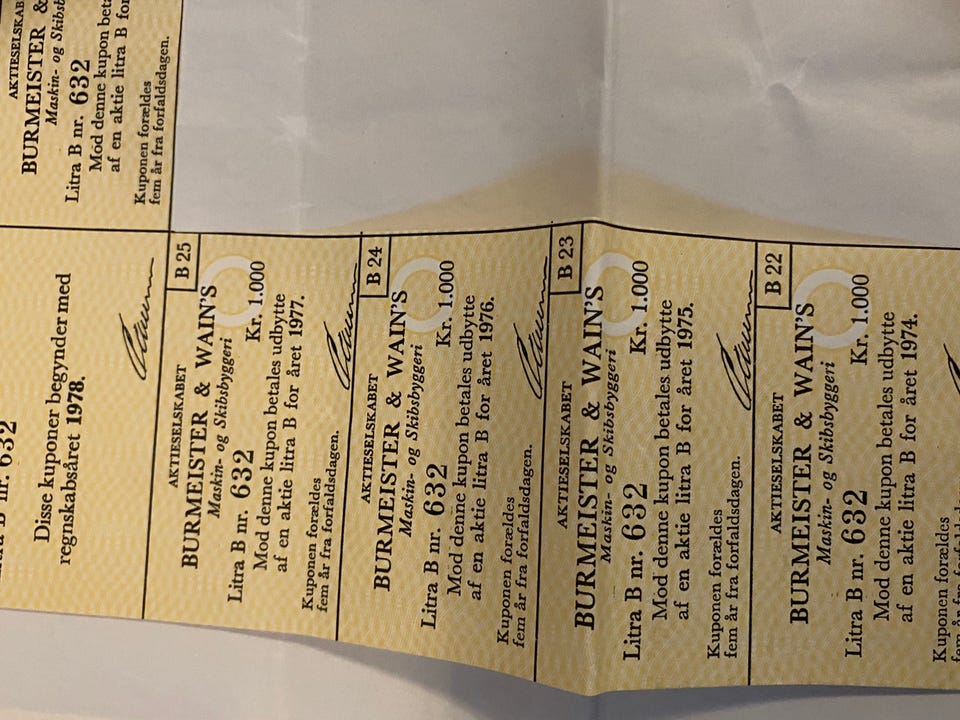 B nr. 632
Disse kuponer begynder med
regnskabsåret 1978.
AKTIESELSKAB
BURMEISTER &
Maskin- og Skibsb
Litra B nr. 632
Mod denne kupon beta
af en aktie litra B for
Kuponen forældes
fem år fra forfaldsdagen.
B 25
AKTIESELSKABET
BURMEISTER & WAIN'S
Maskin- og Skibsbyggeri
Litra B nr. 632 Kr. 1.000
Mod denne kupon betales udbytte
af en aktie litra B for året 1977.
Kuponen forældes
fem år fra forfaldsdagen.
B 24
AKTIESELSKABET
BURMEISTER & WAIN'S
Maskin- og Skibsbyggeri
Litra B nr. 632 Kr. 1.000
Mod denne kupon betales udbytte
af en aktie litra B for året 1976.
Kuponen forældes
fem år fra forfaldsdagen.
B 23
AKTIESELSKABET
BURMEISTER & WAIN'S
Maskin- og Skibsbyggeri
Litra B nr. 632 Kr. 1.000
Mod denne kupon betales udbytte
af en aktie litra B for året 1975.
Kuponen forældes
fem år fra forfaldsdagen.
B 22
AKTIESELSKABET
BURMEISTER & WAIN'S
Maskin- og Skibsbyggeri
Litra B nr. 632 Kr. 1.000
Mod denne kupon betales udbytte
af en aktie litra B for året 1974.
Kuponen forældes